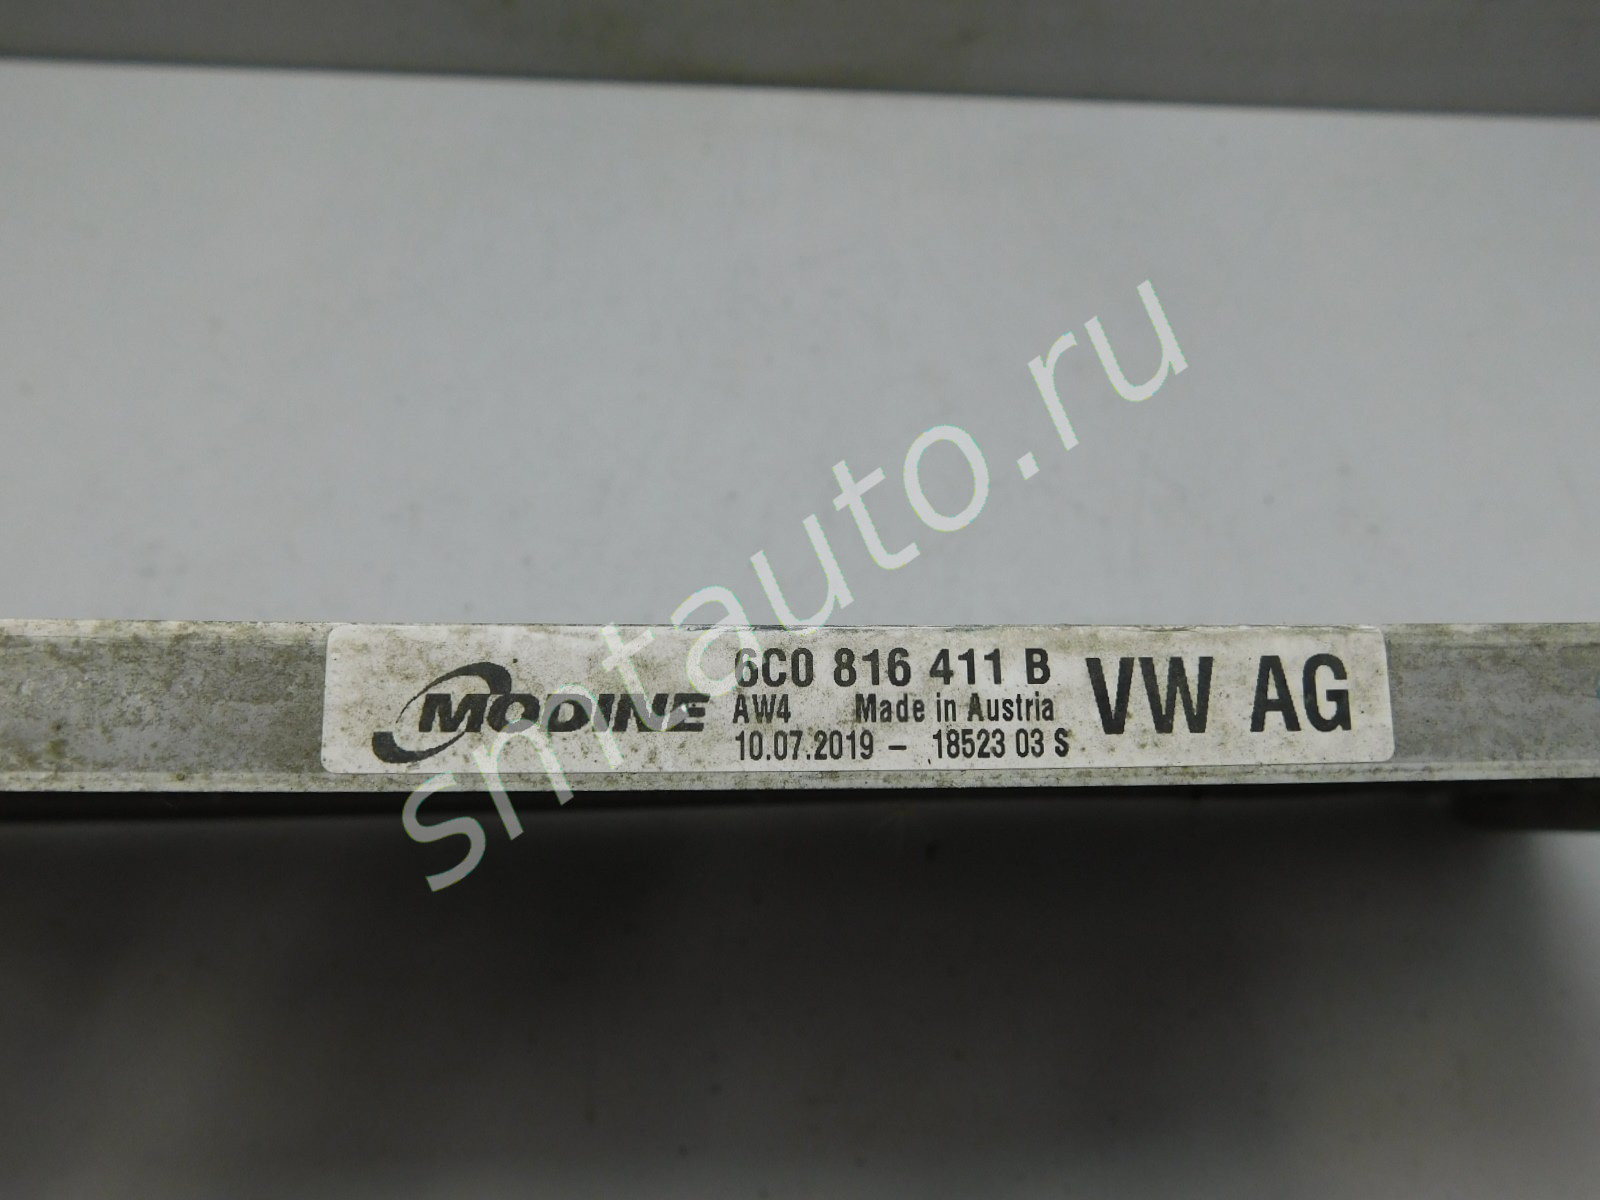 MODINE
6C0 816 411 B
AW4 Made in Austria
10.07.2019 - 18523 03 S
VW AG
smtauto.ru